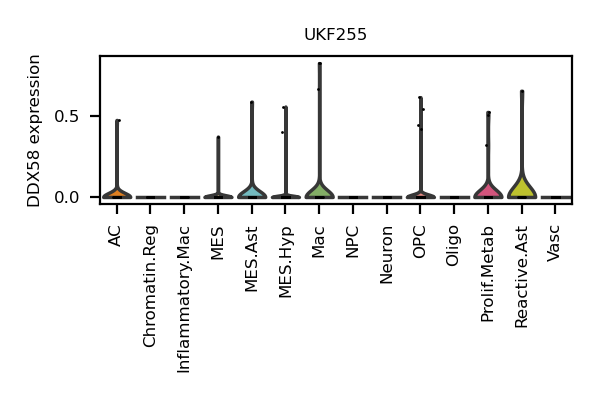 UKF255
DDX58 expression
0.5
0.0
AC
Chromatin.Reg
Inflammatory.Mac
MES
MES.Ast
MES.Hyp
Mac
NPC
Neuron
OPC
Oligo
Prolif.Metab
Reactive.Ast
Vasc